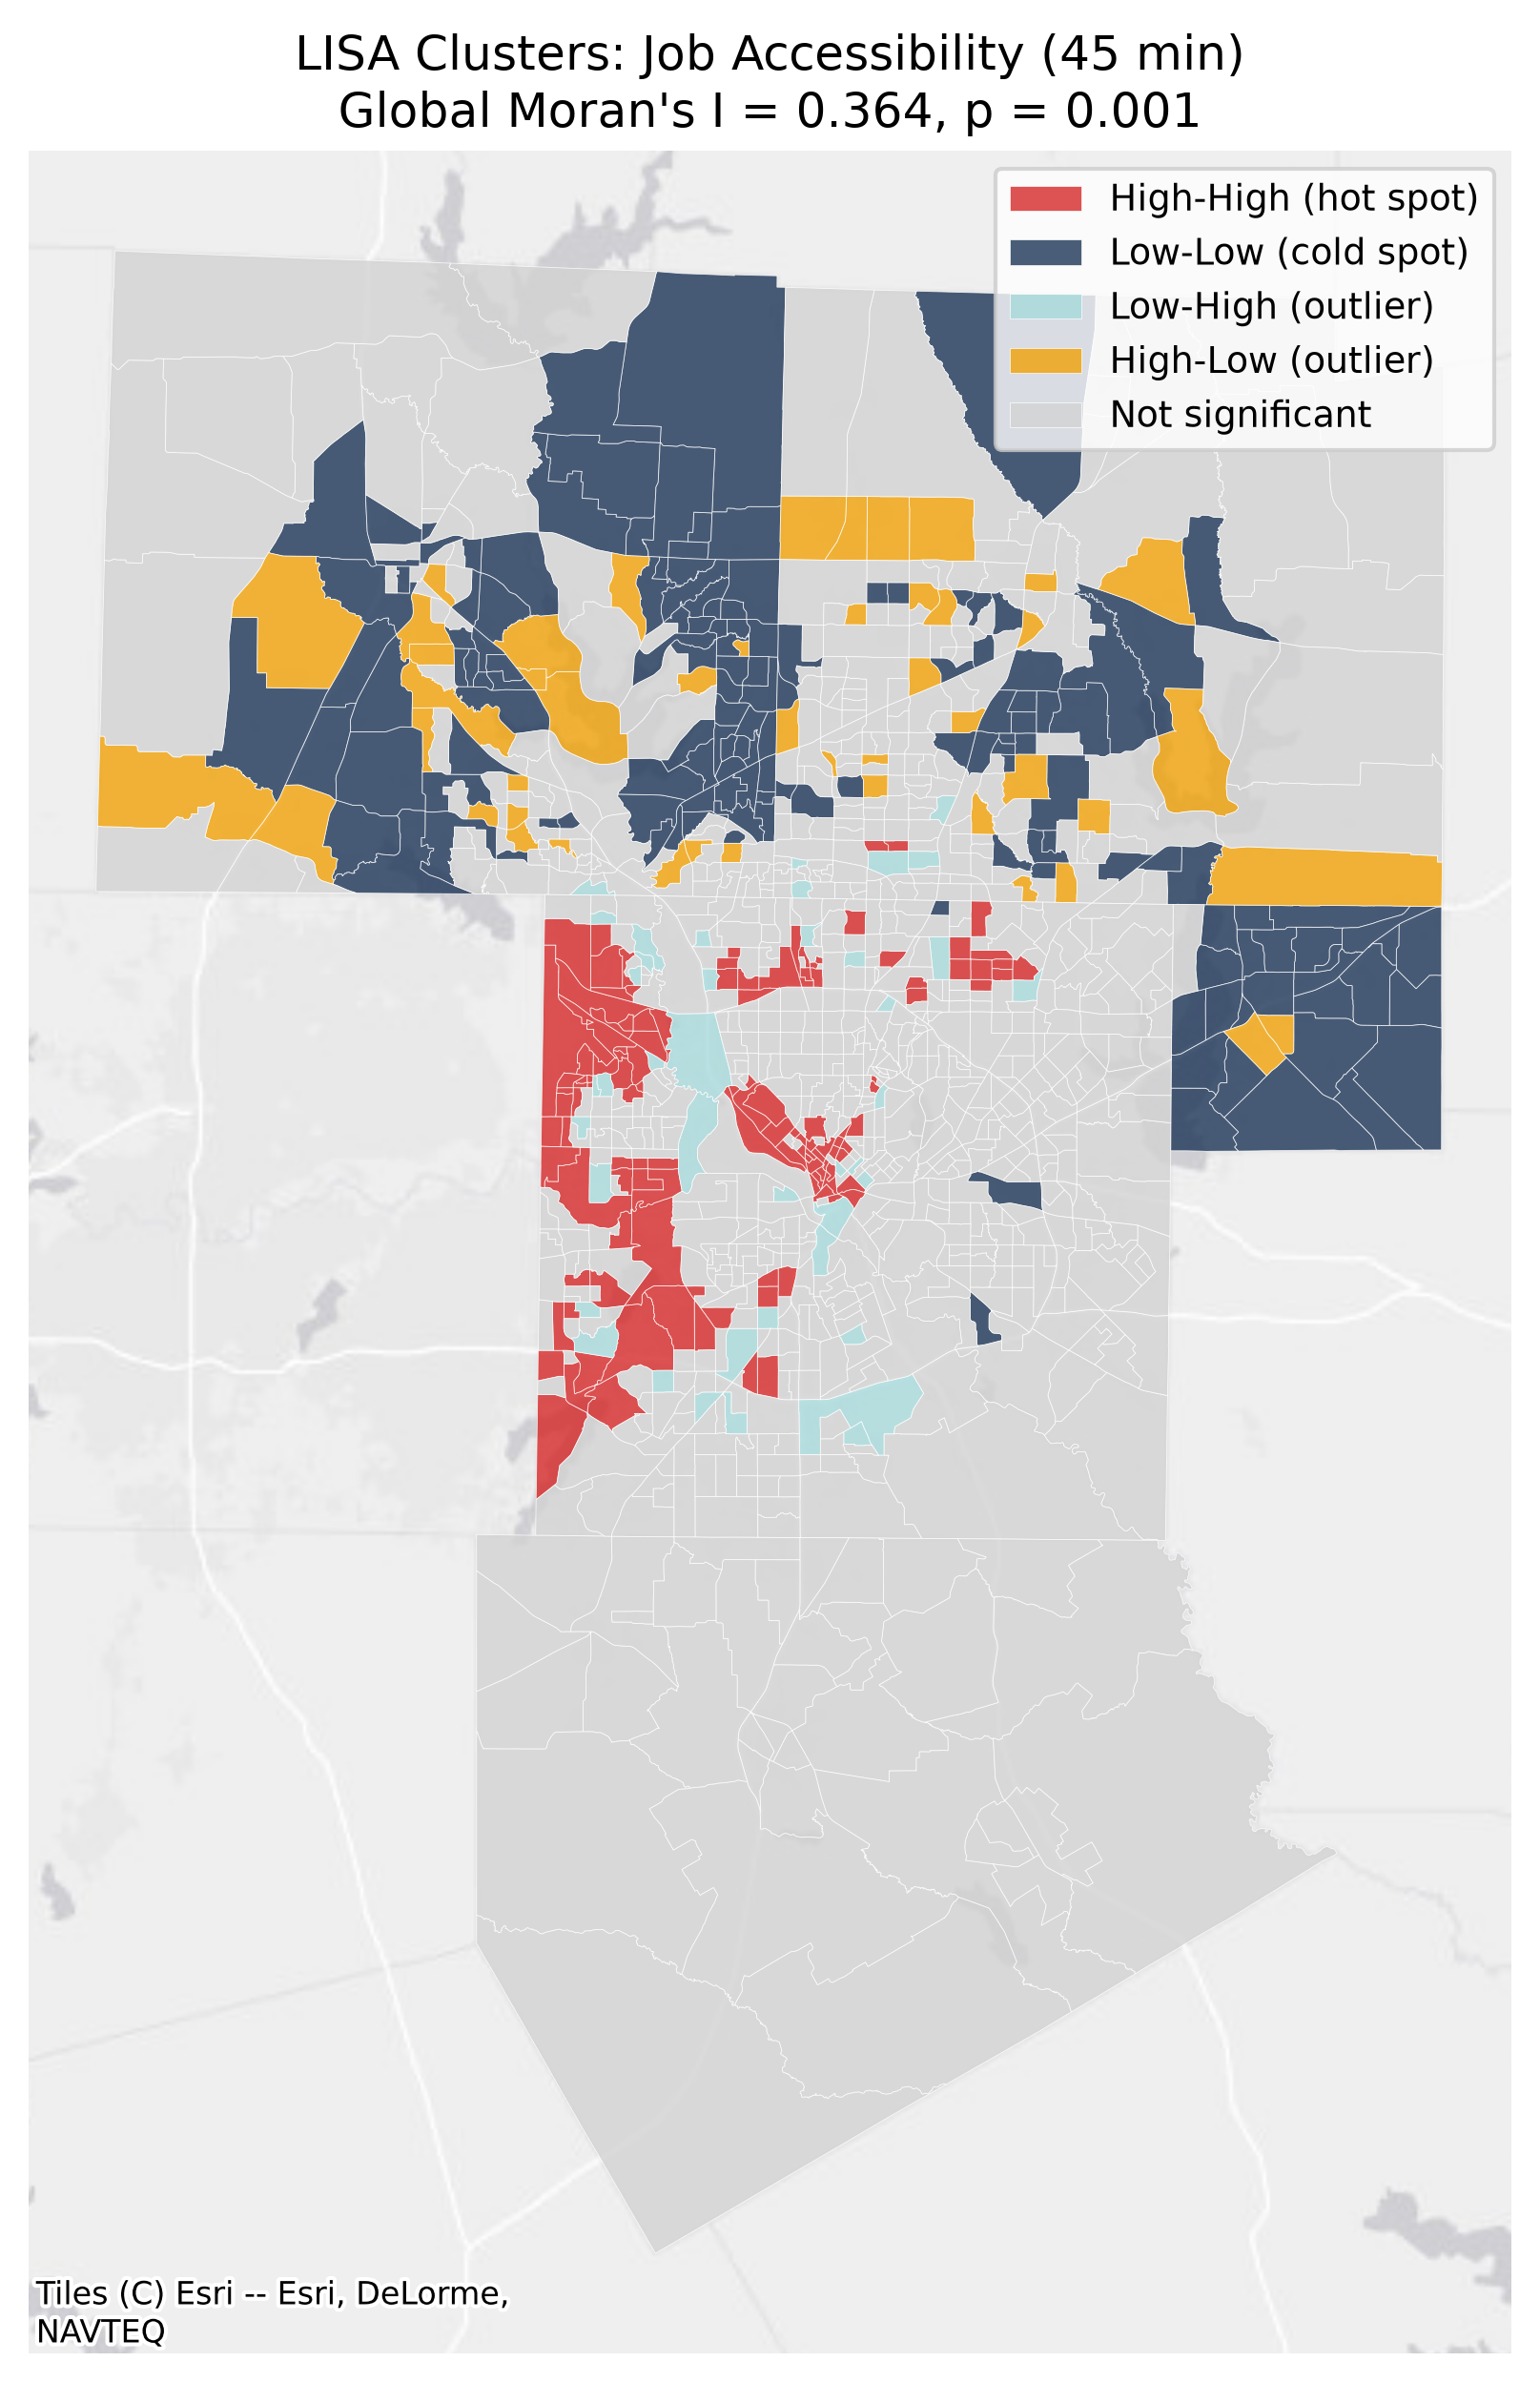 LISA Clusters: Job Accessibility (45 min)
Global Moran's I = 0.364, p = 0.001
High-High (hot spot)
Low-Low (cold spot)
Low-High (outlier)
High-Low (outlier)
Not significant
Tiles (C) Esri -- Esri, DeLorme,
NAVTEQ